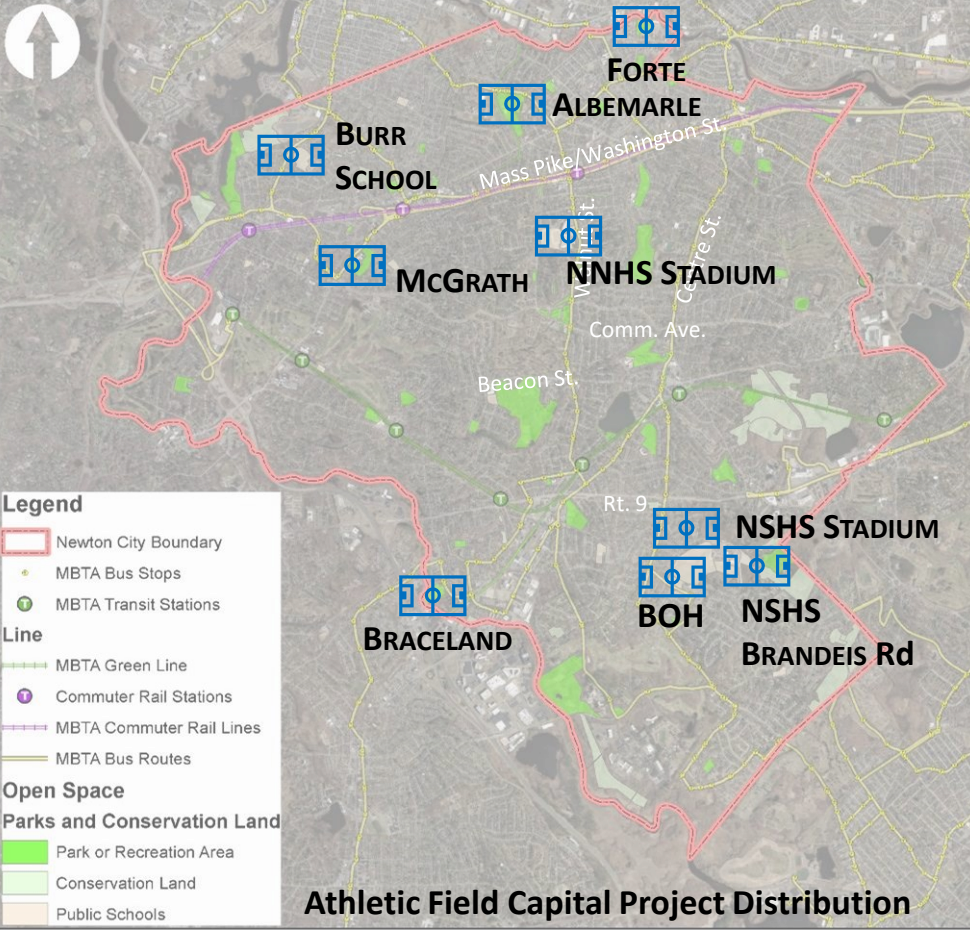 FORTE
ALBEMARLE
BURR
SCHOOL
Mass Pike/Washington St.
MCGRATH
NNHS STADIUM
Walnut St.
Centre St.
Comm. Ave.
Beacon St.
Rt. 9
NSHS STADIUM
BOH
NSHS
BRANDEIS Rd
BRACELAND
Legend
Newton City Boundary
MBTA Bus Stops
T MBTA Transit Stations
Line
MBTA Green Line
T Commuter Rail Stations
MBTA Commuter Rail Lines
MBTA Bus Routes
Open Space
Parks and Conservation Land
Park or Recreation Area
Conservation Land
Public Schools
Athletic Field Capital Project Distribution